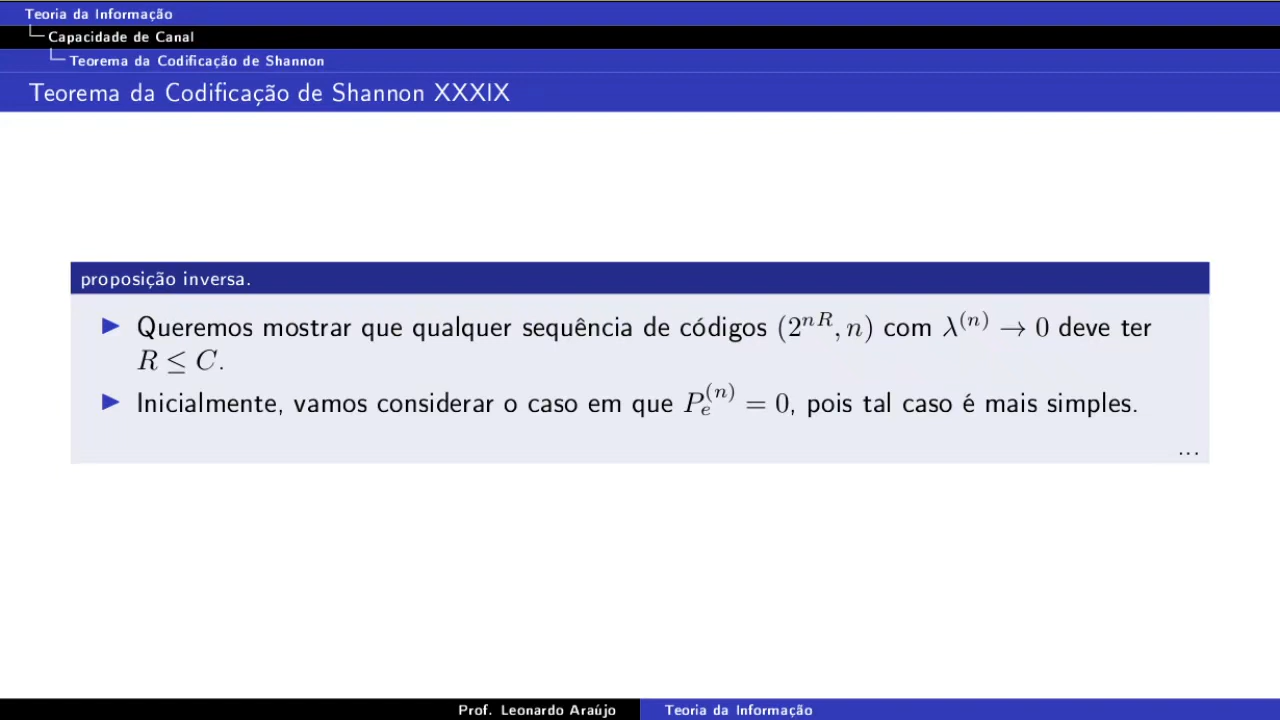 Teoria da Informação
Capacidade de Canal
Teorema da Codificação de Shannon
Teorema da Codificação de Shannon XXXIX
proposição inversa.
▶ Queremos mostrar que qualquer sequência de códigos (2^{nR}, n) com λ^{(n)} → 0 deve ter
R ≤ C.
▶ Inicialmente, vamos considerar o caso em que P_e^{(n)} = 0, pois tal caso é mais simples.
...
Prof. Leonardo Araújo
Teoria da Informação